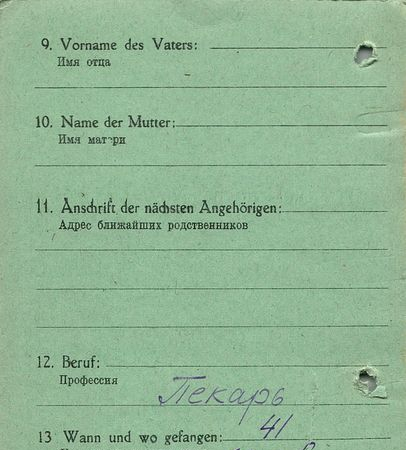 9. Vorname des Vaters:
Имя отца
10. Name der Mutter:
Имя матери
11. Anschrift der nächsten Angehörigen:
Адрес ближайших родственников
12. Beruf:
Профессия
Пекарь
13 Wann und wo gefangen:
41